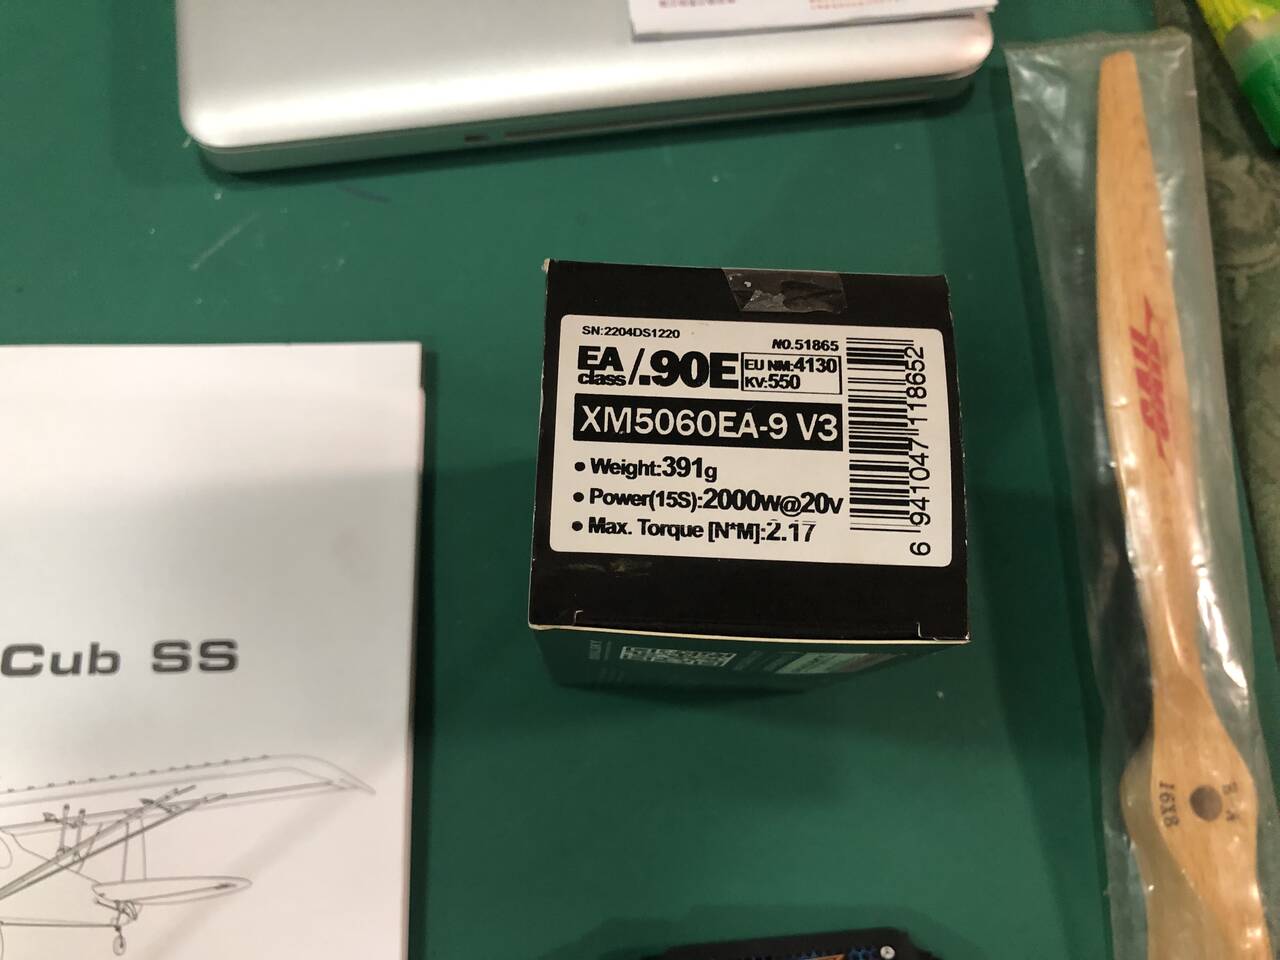 SN:2204DS1220
NO.51865
EA class/.90E
EU NM:4130
KV:550
XM5060EA-9 V3
• Weight:391g
• Power(15S):2000w@20v
• Max. Torque [N*M]:2.17
6 941047 118652
Cub SS
16X8